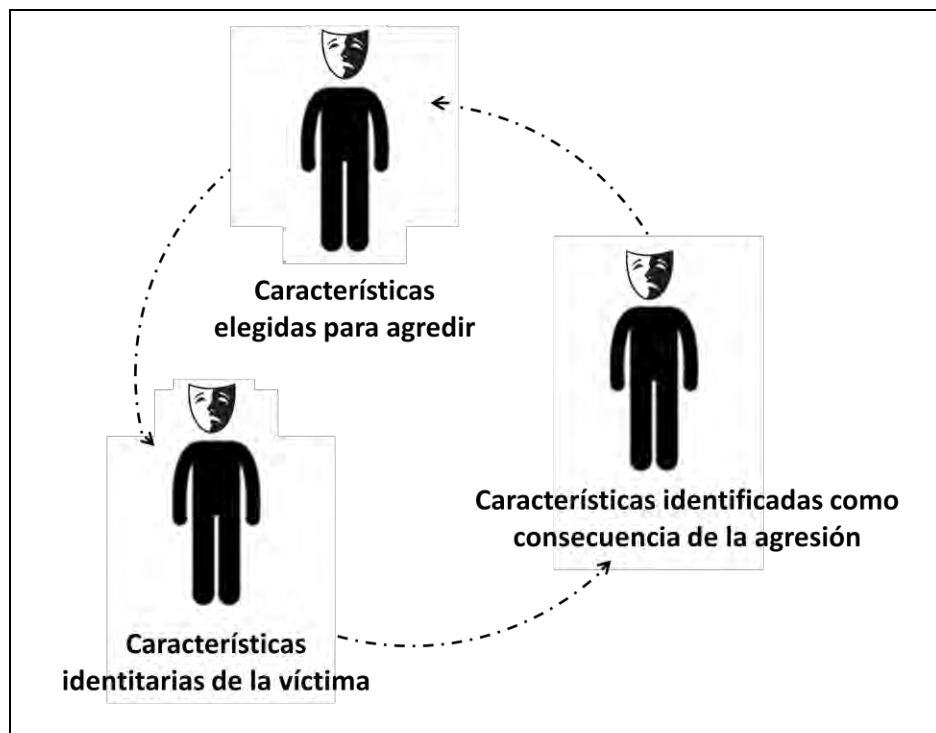 Características
elegidas para agredir
Características identificadas como
consecuencia de la agresión
Características
identitarias de la víctima